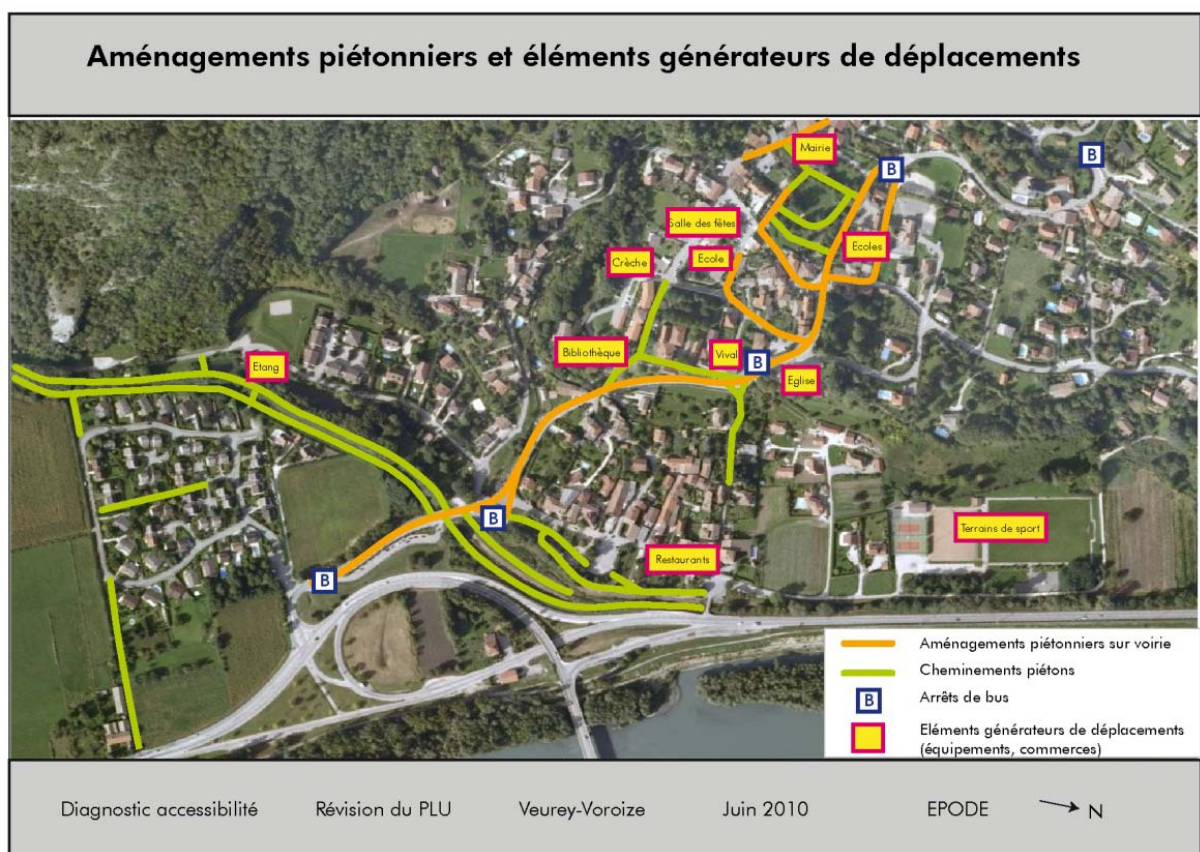 Aménagements piétonniers et éléments générateurs de déplacements
Mairie
B
B
Salle des fêtes
Ecoles
Crèche
Ecole
Bibliothèque
Vival
B
Etang
Eglise
B
Terrains de sport
Restaurants
B
Aménagements piétonniers sur voirie
Cheminements piétons
B
Arrêts de bus
Eléments générateurs de déplacements
(équipements, commerces)
Diagnostic accessibilité
Révision du PLU
Veurey-Voroize
Juin 2010
EPODE
N